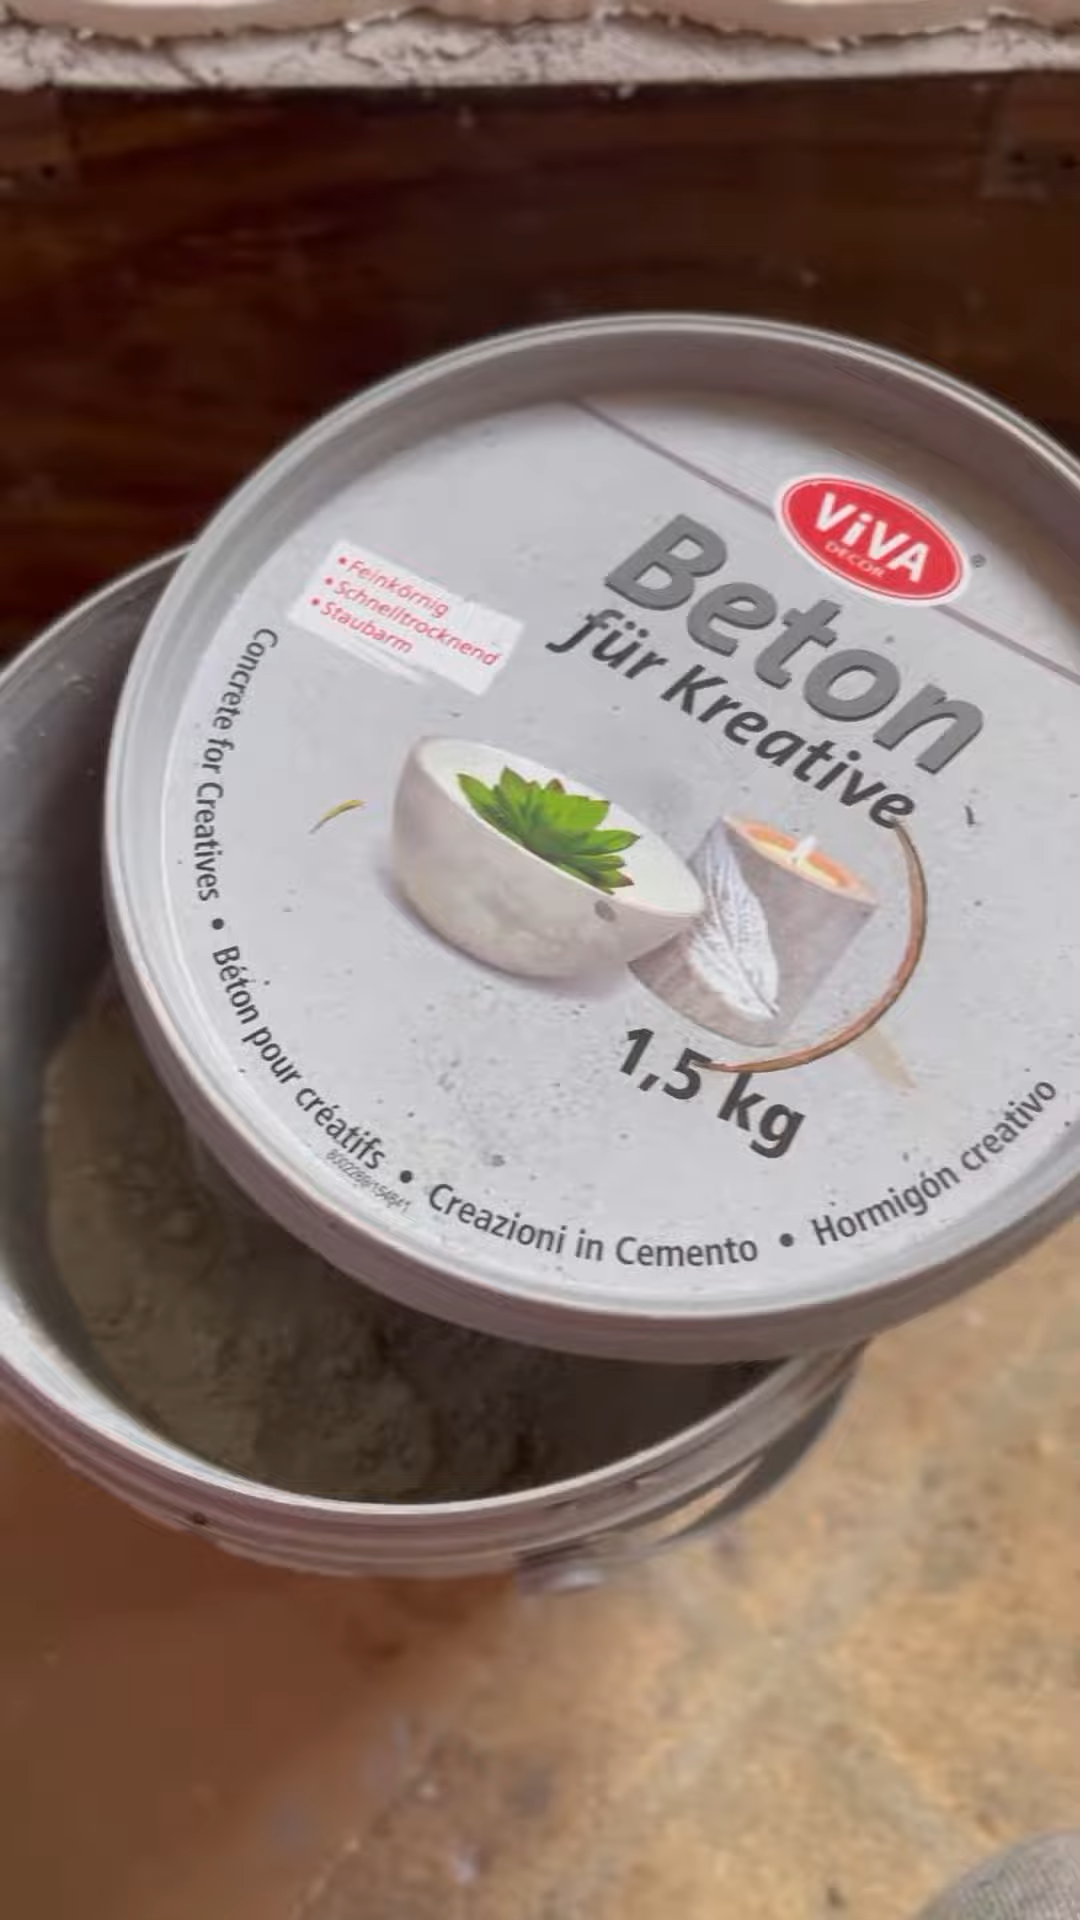 ViVA
DECOR
®
Beton
für Kreative
• Feinkörnig
• Schnelltrocknend
• Staubarm
1,5 kg
Concrete for Creatives • Béton pour créatifs • Creazioni in Cemento • Hormigón creativo